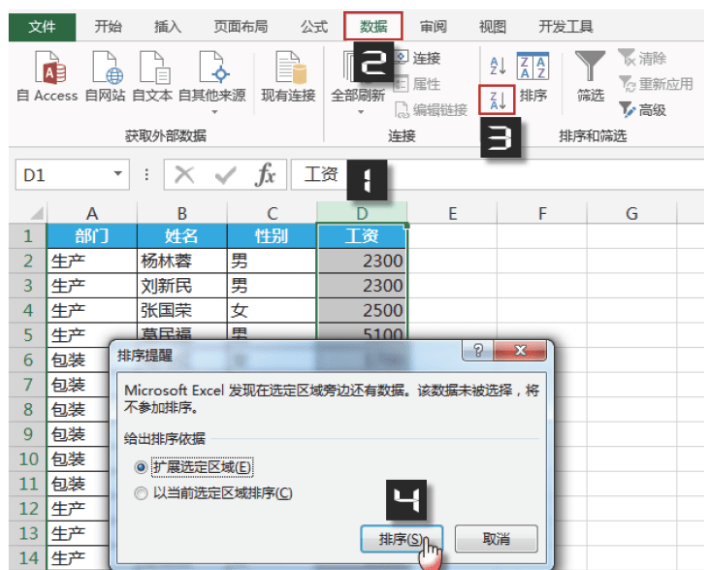 文件 开始 插入 页面布局 公式 数据 审阅 视图 开发工具
2
连接
属性
编辑链接
自 Access 自网站 自文本 自其他来源 现有连接 全部刷新
排序 筛选
清除
重新应用
高级
3
获取外部数据 连接 排序和筛选
D1 fx 工资
1
A B C D E F G
1 部门 姓名 性别 工资
2 生产 杨林蓉 男 2300
3 生产 刘新民 男 2300
4 生产 张国荣 女 2500
5 生产 葛民福 男 5100
6 包装
7 包装
8 包装
9 包装
10 包装
11 包装
12 生产
13 生产
14 生产
排序提醒
Microsoft Excel 发现在选定区域旁边还有数据。该数据未被选择，将
不参加排序。
给出排序依据
扩展选定区域(E)
以当前选定区域排序(C)
4
排序(S) 取消